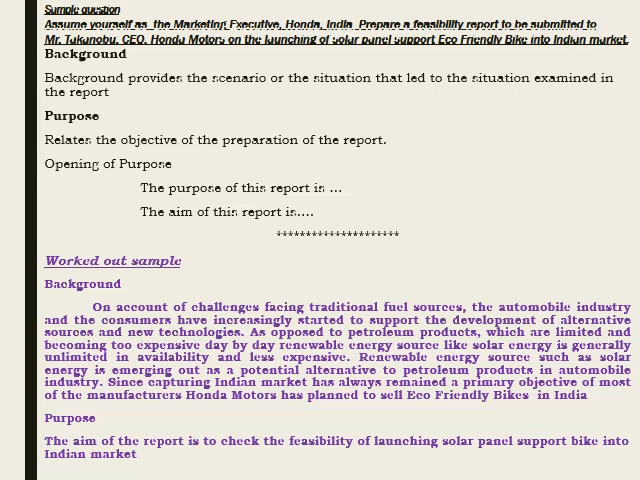 Sample question
Assume yourself as  the Marketing Executive, Honda, India  Prepare a feasibility report to be submitted to
Mr. Takanobu, CEO, Honda Motors on the launching of solar panel support Eco Friendly Bike into Indian market.
Background
Background provides the scenario or the situation that led to the situation examined in
the report
Purpose
Relates the objective of the preparation of the report.
Opening of Purpose
The purpose of this report is ...
The aim of this report is....
*********************
Worked out sample
Background
On account of challenges facing traditional fuel sources, the automobile industry
and the consumers have increasingly started to support the development of alternative
sources and new technologies. As opposed to petroleum products, which are limited and
becoming too expensive day by day renewable energy source like solar energy is generally
unlimited in availability and less expensive. Renewable energy source such as solar
energy is emerging out as a potential alternative to petroleum products in automobile
industry. Since capturing Indian market has always remained a primary objective of most
of the manufacturers Honda Motors has planned to sell Eco Friendly Bikes  in India
Purpose
The aim of the report is to check the feasibility of launching solar panel support bike into
Indian market